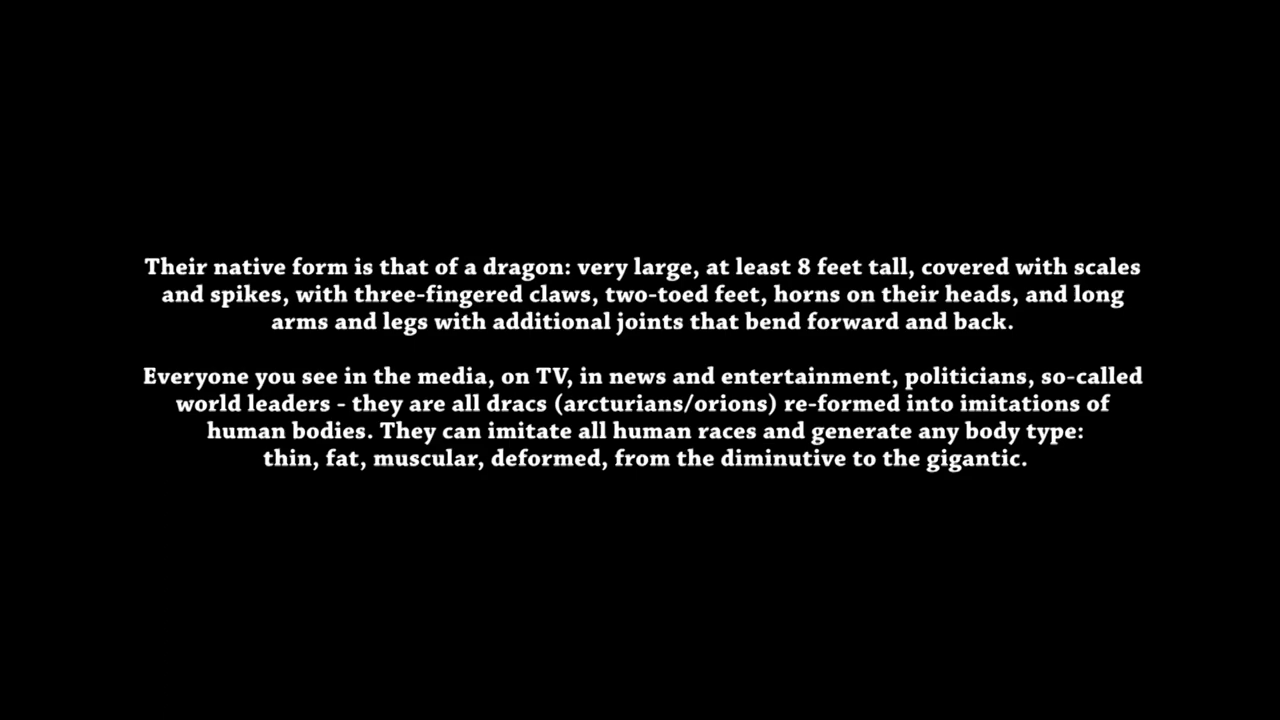 Their native form is that of a dragon: very large, at least 8 feet tall, covered with scales
and spikes, with three-fingered claws, two-toed feet, horns on their heads, and long
arms and legs with additional joints that bend forward and back.
Everyone you see in the media, on TV, in news and entertainment, politicians, so-called
world leaders - they are all dracs (arcturians/orions) re-formed into imitations of
human bodies. They can imitate all human races and generate any body type:
thin, fat, muscular, deformed, from the diminutive to the gigantic.